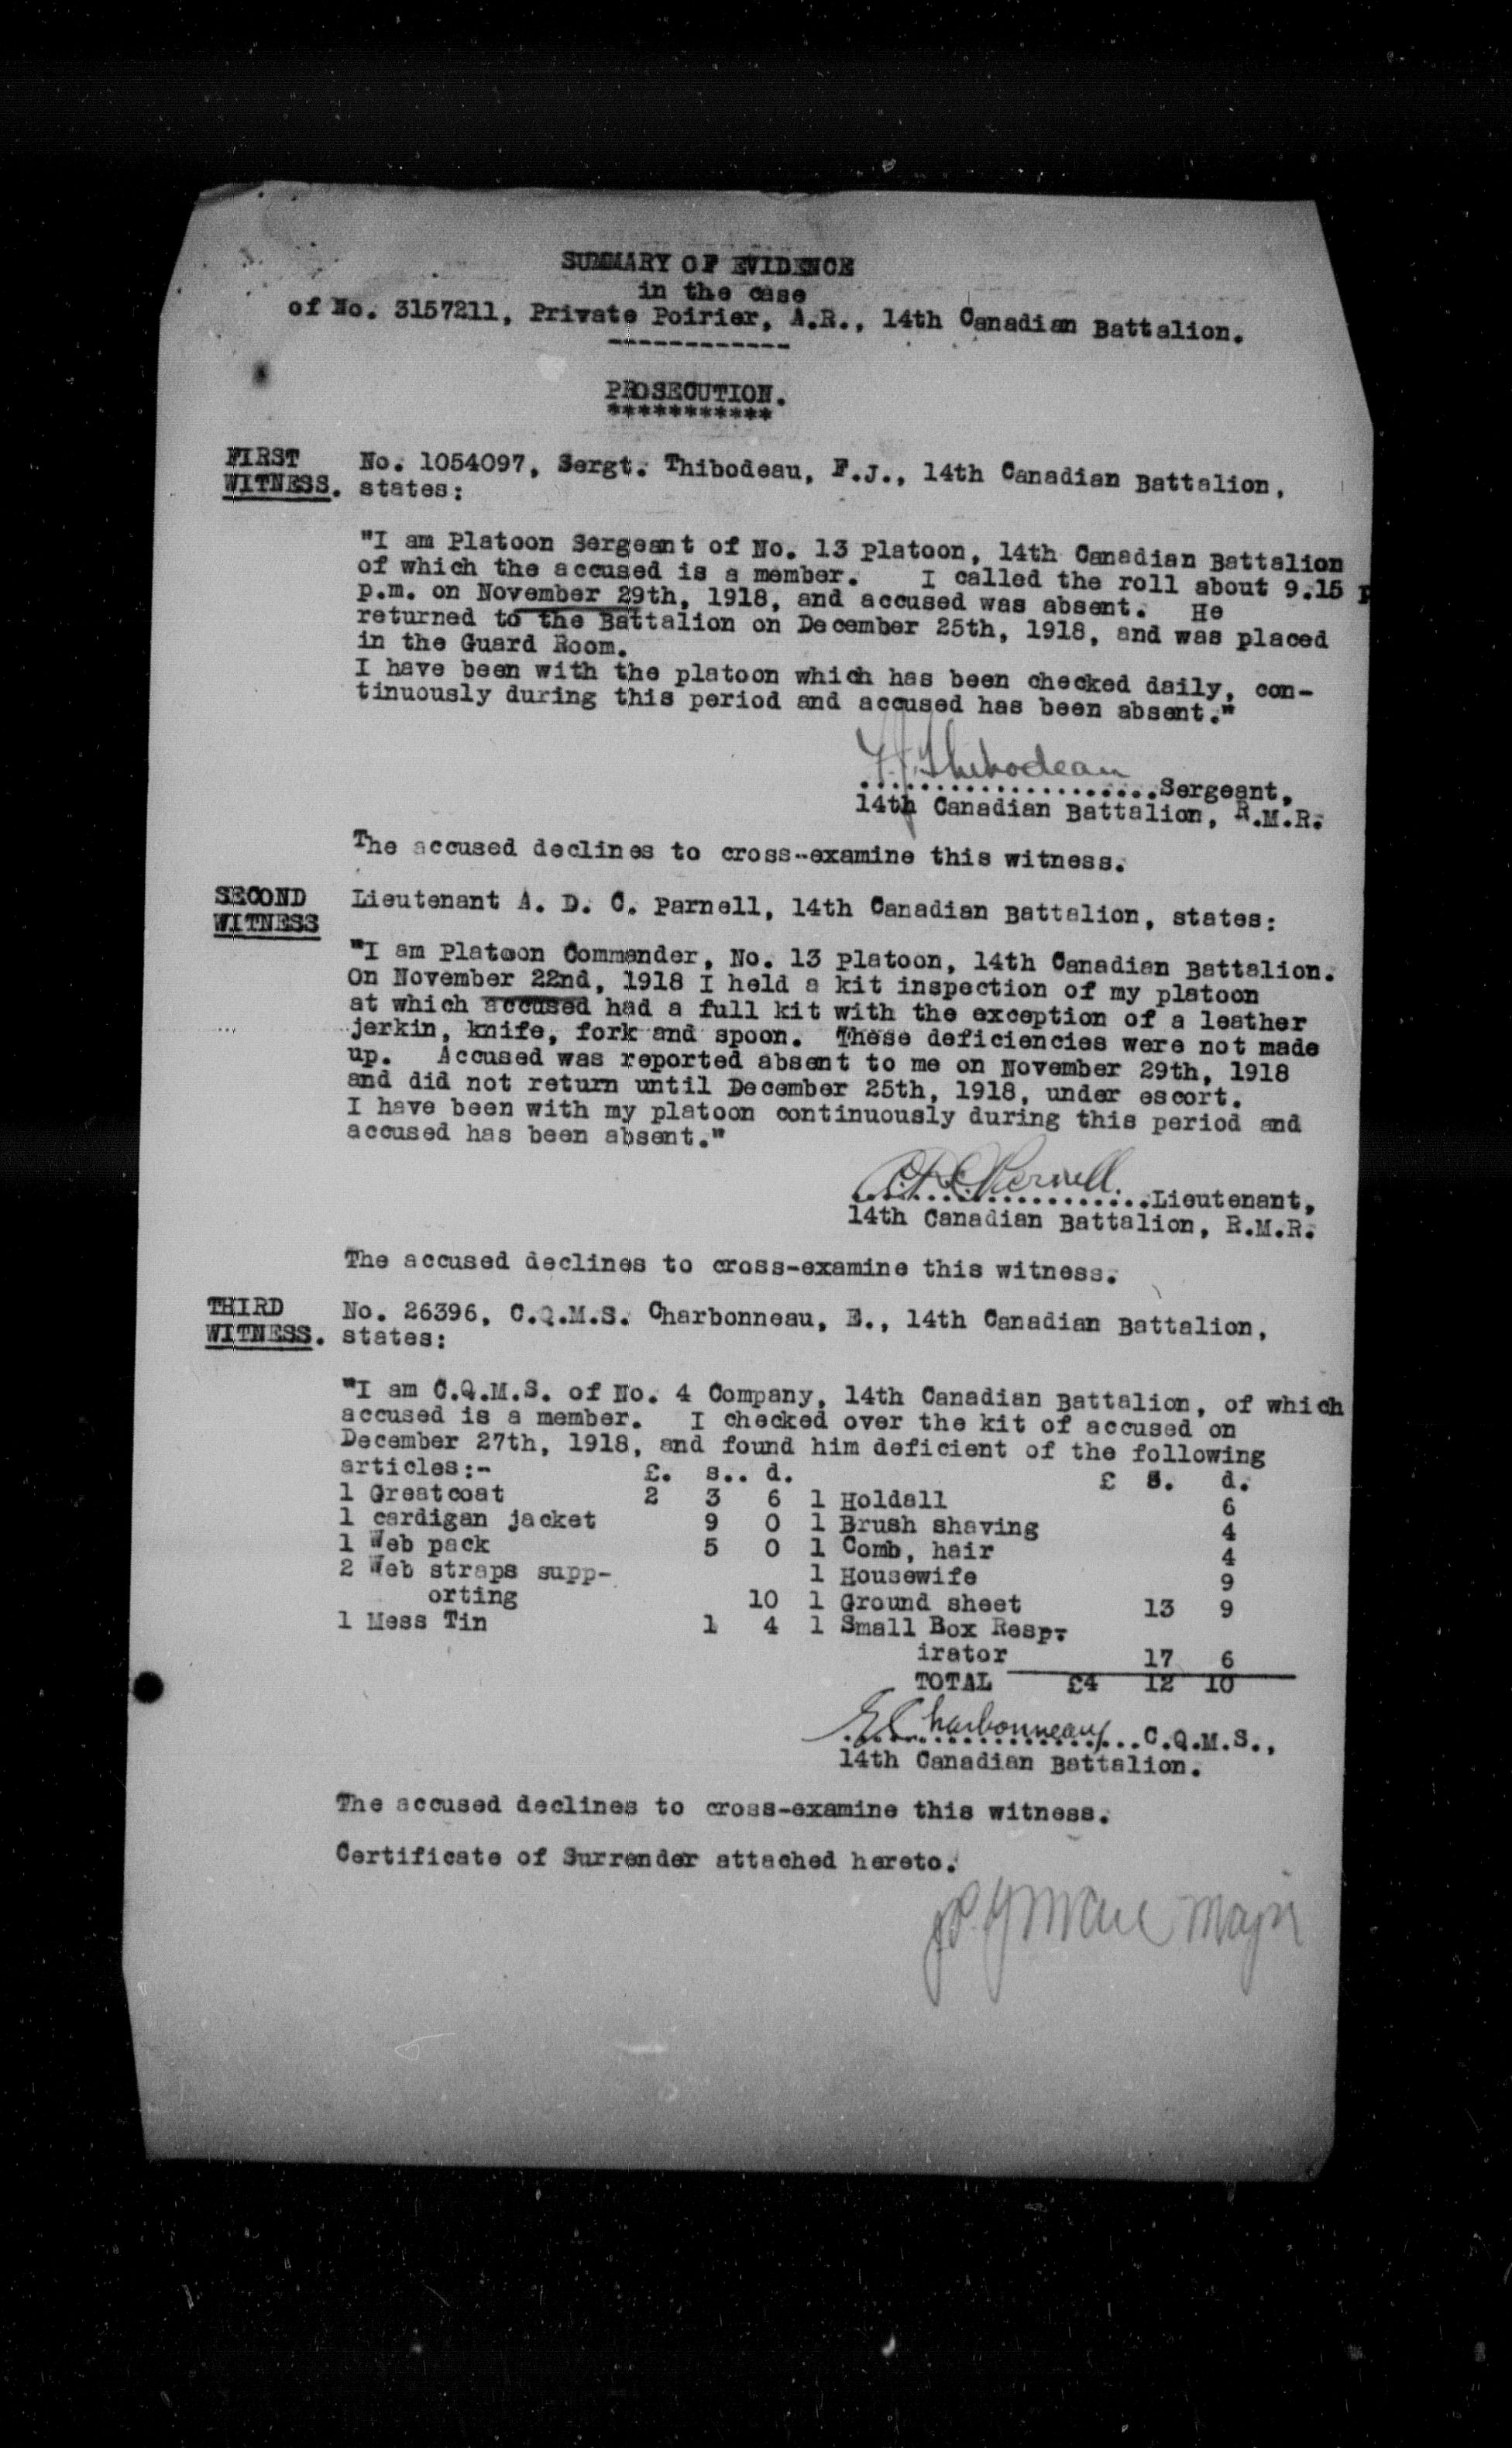 SUMMARY OF EVIDENCE
in the case
of No. 3157211, Private Poirier, A.R., 14th Canadian Battalion.
------------
PROSECUTION.
***********
FIRST WITNESS.
No. 1054097, Sergt. Thibodeau, F.J., 14th Canadian Battalion,
states:
"I am Platoon Sergeant of No. 13 Platoon, 14th Canadian Battalion
of which the accused is a member. I called the roll about 9.15 p
p.m. on November 29th, 1918, and accused was absent. He
returned to the Battalion on December 25th, 1918, and was placed
in the Guard Room.
I have been with the platoon which has been checked daily, con-
tinuously during this period and accused has been absent."
F.J. Thibodeau
....................Sergeant,
14th Canadian Battalion, R.M.R.
The accused declines to cross-examine this witness.
SECOND WITNESS
Lieutenant A. D. C. Parnell, 14th Canadian Battalion, states:
"I am Platoon Commander, No. 13 Platoon, 14th Canadian Battalion.
On November 22nd, 1918 I held a kit inspection of my platoon
at which accused had a full kit with the exception of a leather
jerkin, knife, fork and spoon. These deficiencies were not made
up. Accused was reported absent to me on November 29th, 1918
and did not return until December 25th, 1918, under escort.
I have been with my platoon continuously during this period and
accused has been absent."
....................Lieutenant,
14th Canadian Battalion, R.M.R.
The accused declines to cross-examine this witness.
THIRD WITNESS.
No. 26396, C.Q.M.S. Charbonneau, E., 14th Canadian Battalion,
states:
"I am C.Q.M.S. of No. 4 Company, 14th Canadian Battalion, of which
accused is a member. I checked over the kit of accused on
December 27th, 1918, and found him deficient of the following
articles:- £. s.. d. £ s. d.
1 Greatcoat 2 3 6 1 Holdall 6
1 cardigan jacket 9 0 1 Brush shaving 4
1 Web pack 5 0 1 Comb, hair 4
2 Web straps supp- 1 Housewife 9
orting 10 1 Ground sheet 13 9
1 Mess Tin 1 4 1 Small Box Resp-
irator 17 6
TOTAL £4 12 10
E Charbonneau
....................C.Q.M.S.,
14th Canadian Battalion.
The accused declines to cross-examine this witness.
Certificate of Surrender attached hereto.
Major